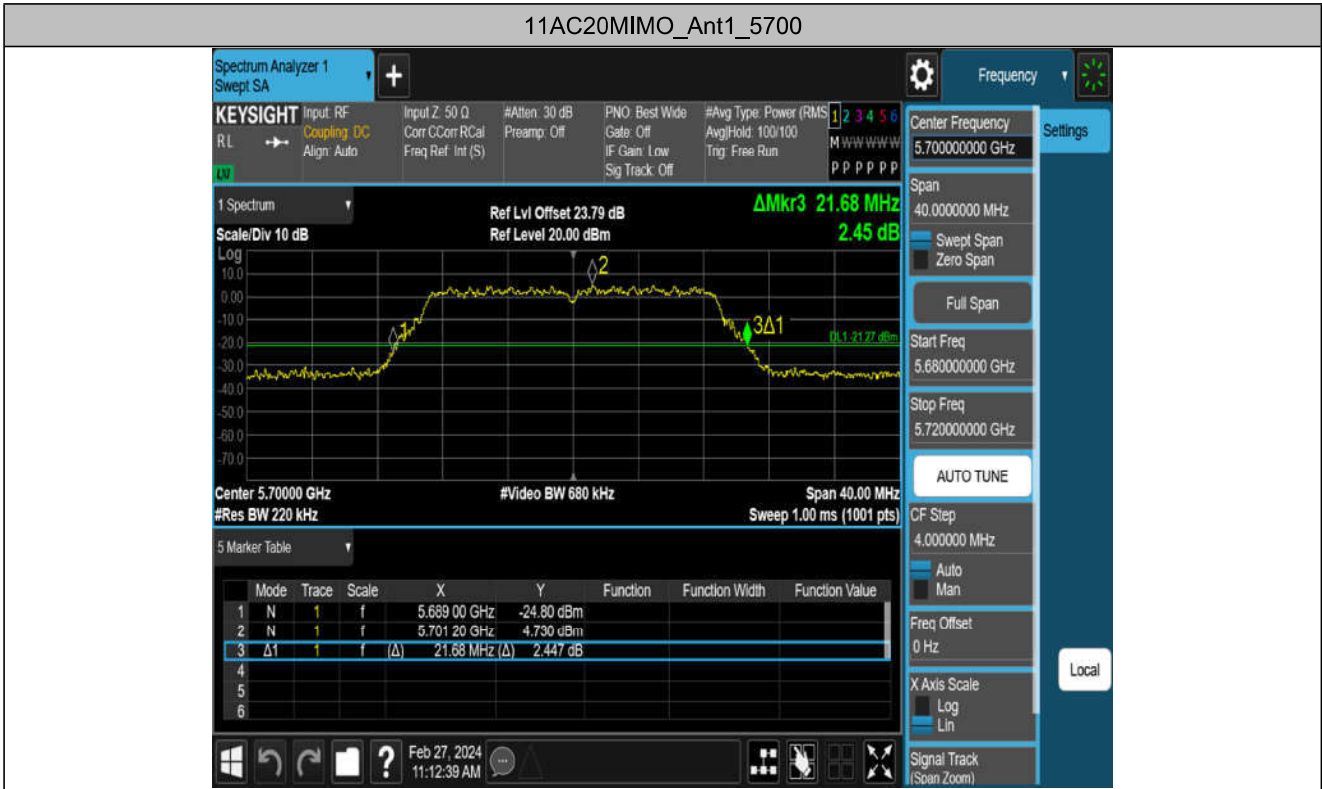 11AC20MIMO_Ant1_5700
Spectrum Analyzer 1
Swept SA
+
Frequency
KEYSIGHT
RL
LXI
Input: RF
Coupling: DC
Align: Auto
Input Z: 50 Ω
Corr CCorr RCal
Freq Ref: Int (S)
#Atten: 30 dB
Preamp: Off
PNO: Best Wide
Gate: Off
IF Gain: Low
Sig Track: Off
#Avg Type: Power (RMS
Avg|Hold: 100/100
Trig: Free Run
1 2 3 4 5 6
M W W W W W
P P P P P P
Center Frequency
5.700000000 GHz
Settings
Span
40.0000000 MHz
Swept Span
Zero Span
Full Span
Start Freq
5.680000000 GHz
Stop Freq
5.720000000 GHz
AUTO TUNE
CF Step
4.000000 MHz
Auto
Man
Freq Offset
0 Hz
X Axis Scale
Log
Lin
Signal Track
(Span Zoom)
Local
1 Spectrum
Scale/Div 10 dB
Ref Lvl Offset 23.79 dB
Ref Level 20.00 dBm
ΔMkr3 21.68 MHz
2.45 dB
Log
10.0
0.00
-10.0
-20.0
-30.0
-40.0
-50.0
-60.0
-70.0
1
2
3Δ1
DL1 -21.27 dBm
Center 5.70000 GHz
#Video BW 680 kHz
Span 40.00 MHz
#Res BW 220 kHz
Sweep 1.00 ms (1001 pts)
5 Marker Table
Mode Trace Scale X Y Function Function Width Function Value
1 N 1 f 5.689 00 GHz -24.80 dBm
2 N 1 f 5.701 20 GHz 4.730 dBm
3 Δ1 1 f (Δ) 21.68 MHz (Δ) 2.447 dB
4
5
6
?
Feb 27, 2024
11:12:39 AM